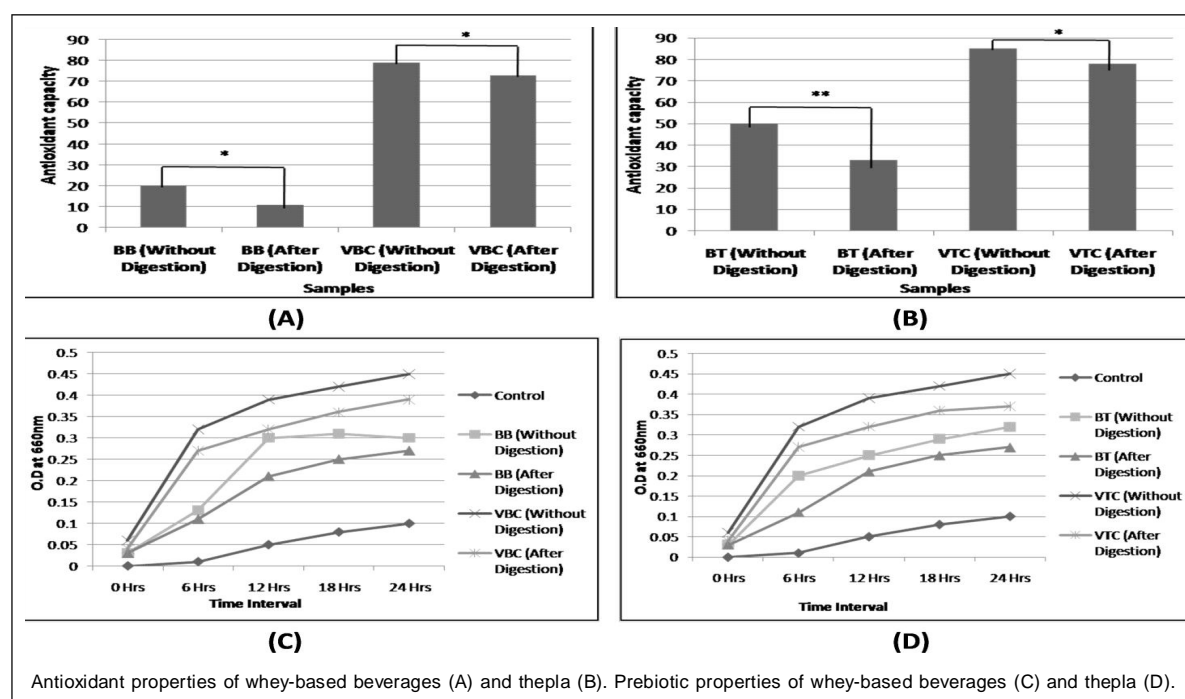 90
80
70
60
50
40
30
20
10
0
Antioxidant capacity
*
*
BB (Without Digestion)
BB (After Digestion)
VBC (Without Digestion)
VBC (After Digestion)
Samples
(A)
90
80
70
60
50
40
30
20
10
0
Antioxidant capacity
**
*
BT (Without Digestion)
BT (After Digestion)
VTC (Without Digestion)
VTC (After Digestion)
Samples
(B)
0.5
0.45
0.4
0.35
0.3
0.25
0.2
0.15
0.1
0.05
0
O.D at 660nm
0 Hrs
6 Hrs
12 Hrs
18 Hrs
24 Hrs
Time Interval
Control
BB (Without
Digestion)
BB (After
Digestion)
VBC (Without
Digestion)
VBC (After
Digestion)
(C)
0.5
0.45
0.4
0.35
0.3
0.25
0.2
0.15
0.1
0.05
0
O.D at 660nm
0 Hrs
6 Hrs
12 Hrs
18 Hrs
24 Hrs
Time Interval
Control
BT (Without
Digestion)
BT (After
Digestion)
VTC (Without
Digestion)
VTC (After
Digestion)
(D)
Antioxidant properties of whey-based beverages (A) and thepla (B). Prebiotic properties of whey-based beverages (C) and thepla (D).